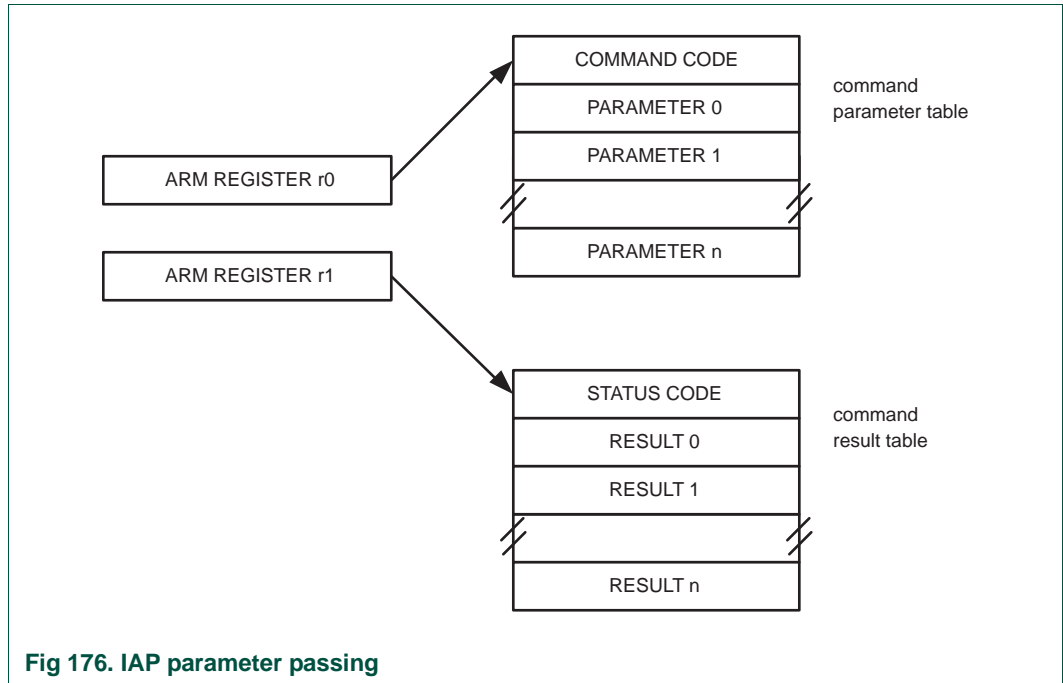 COMMAND CODE
PARAMETER 0
PARAMETER 1
PARAMETER n
command
parameter table
ARM REGISTER r0
ARM REGISTER r1
STATUS CODE
RESULT 0
RESULT 1
RESULT n
command
result table
Fig 176. IAP parameter passing